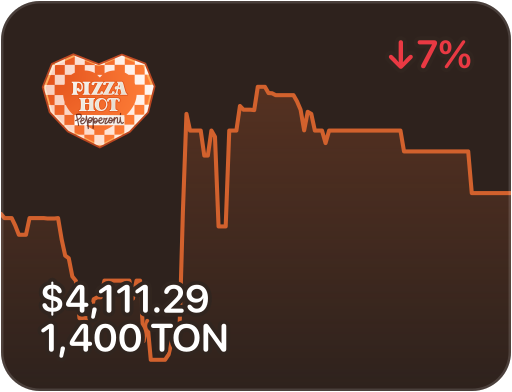 PIZZA
HOT
Pepperoni
↓7%
$4,111.29
1,400 TON